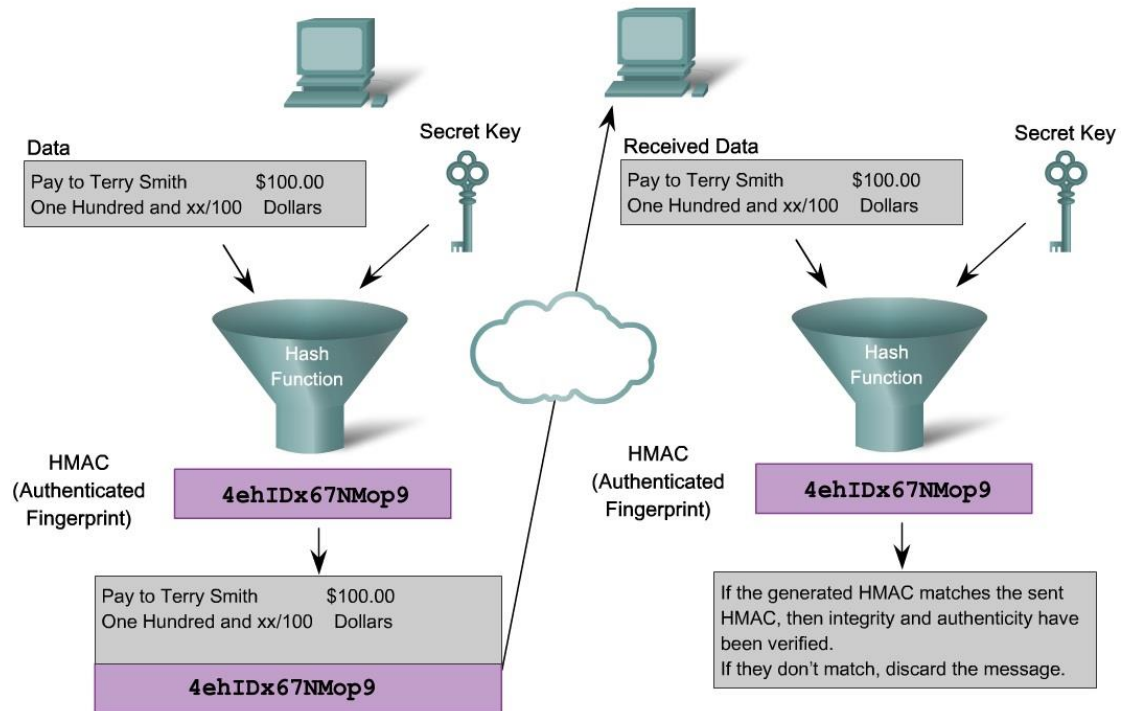 Data
Secret Key
Pay to Terry Smith $100.00
One Hundred and xx/100 Dollars
Hash
Function
HMAC
(Authenticated
Fingerprint)
4ehIDx67NMop9
Pay to Terry Smith $100.00
One Hundred and xx/100 Dollars
4ehIDx67NMop9
Received Data
Secret Key
Pay to Terry Smith $100.00
One Hundred and xx/100 Dollars
Hash
Function
HMAC
(Authenticated
Fingerprint)
4ehIDx67NMop9
If the generated HMAC matches the sent
HMAC, then integrity and authenticity have
been verified.
If they don't match, discard the message.